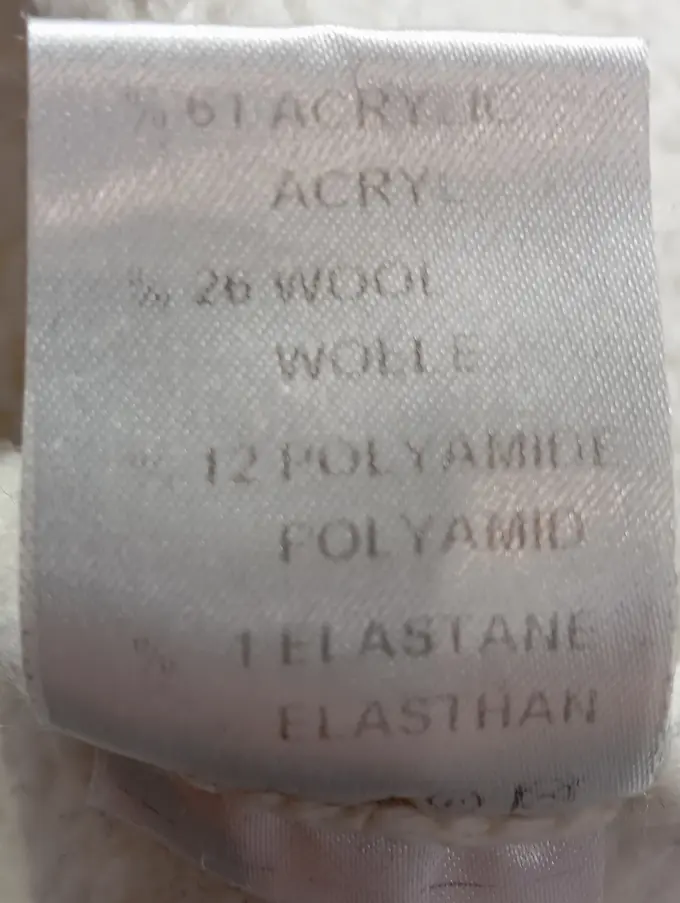 % 61 ACRYLIC
ACRYL
% 26 WOOL
WOLLE
% 12 POLYAMIDE
POLYAMID
% 1 ELASTANE
ELASTHAN